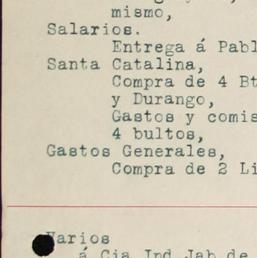 mismo,
Salarios.
Entrega á Pabl
Santa Catalina,
Compra de 4 Bt
y Durango,
Gastos y comis
4 bultos,
Gastos Generales,
Compra de 2 Li
Varios
á Cia Ind Jab de